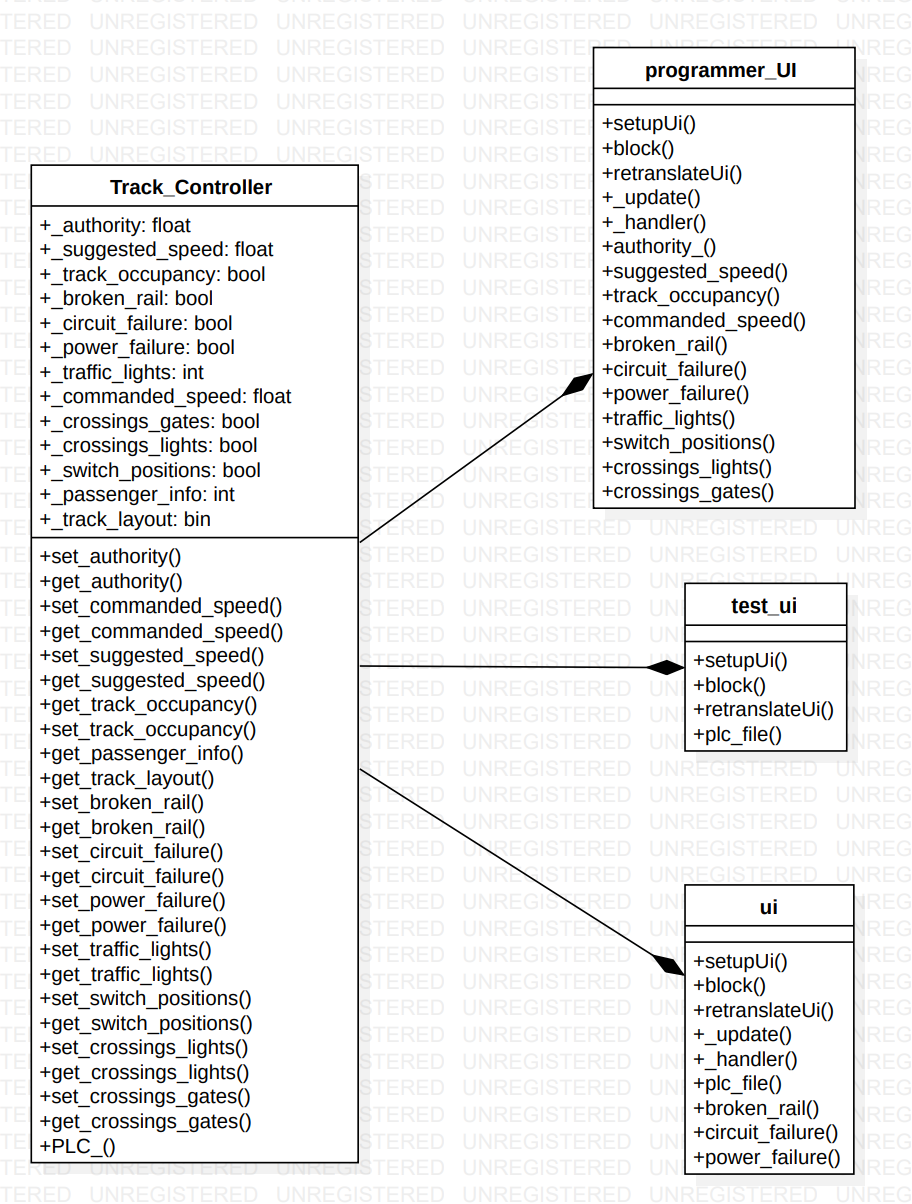 Track_Controller
+_authority: float
+_suggested_speed: float
+_track_occupancy: bool
+_broken_rail: bool
+_circuit_failure: bool
+_power_failure: bool
+_traffic_lights: int
+_commanded_speed: float
+_crossings_gates: bool
+_crossings_lights: bool
+_switch_positions: bool
+_passenger_info: int
+_track_layout: bin
+set_authority()
+get_authority()
+set_commanded_speed()
+get_commanded_speed()
+set_suggested_speed()
+get_suggested_speed()
+get_track_occupancy()
+set_track_occupancy()
+get_passenger_info()
+get_track_layout()
+set_broken_rail()
+get_broken_rail()
+set_circuit_failure()
+get_circuit_failure()
+set_power_failure()
+get_power_failure()
+set_traffic_lights()
+get_traffic_lights()
+set_switch_positions()
+get_switch_positions()
+set_crossings_lights()
+get_crossings_lights()
+set_crossings_gates()
+get_crossings_gates()
+PLC_()
programmer_UI
+setupUi()
+block()
+retranslateUi()
+_update()
+_handler()
+authority_()
+suggested_speed()
+track_occupancy()
+commanded_speed()
+broken_rail()
+circuit_failure()
+power_failure()
+traffic_lights()
+switch_positions()
+crossings_lights()
+crossings_gates()
test_ui
+setupUi()
+block()
+retranslateUi()
+plc_file()
ui
+setupUi()
+block()
+retranslateUi()
+_update()
+_handler()
+plc_file()
+broken_rail()
+circuit_failure()
+power_failure()
UNREGISTERED